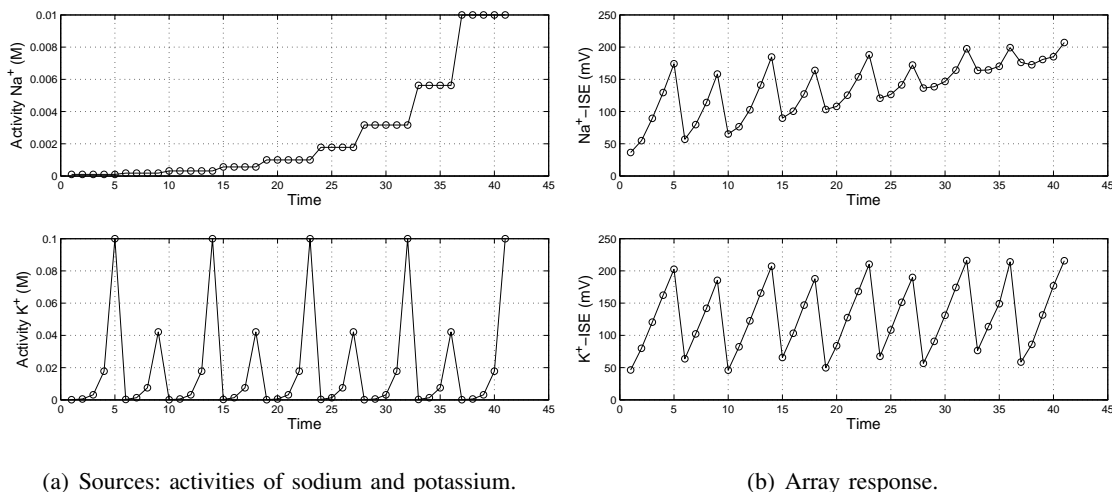 0.01
0.008
0.006
0.004
0.002
0
Activity Na⁺ (M)
0 5 10 15 20 25 30 35 40 45
Time
250
200
150
100
50
0
Na⁺−ISE (mV)
0 5 10 15 20 25 30 35 40 45
Time
0.1
0.08
0.06
0.04
0.02
0
Activity K⁺ (M)
0 5 10 15 20 25 30 35 40 45
Time
250
200
150
100
50
0
K⁺−ISE (mV)
0 5 10 15 20 25 30 35 40 45
Time
(a) Sources: activities of sodium and potassium.
(b) Array response.